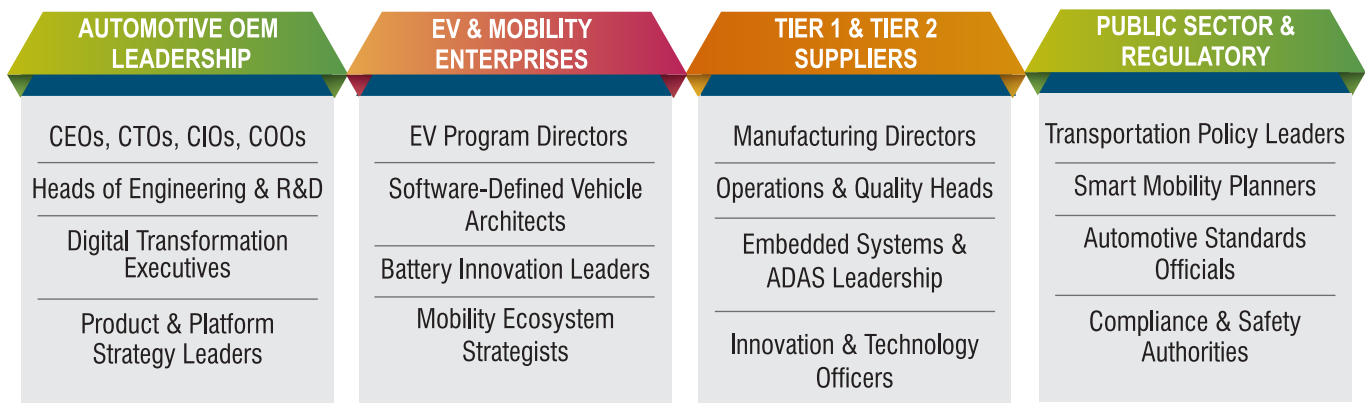 AUTOMOTIVE OEM
LEADERSHIP
CEOs, CTOs, CIOs, COOs
Heads of Engineering & R&D
Digital Transformation
Executives
Product & Platform
Strategy Leaders
EV & MOBILITY
ENTERPRISES
EV Program Directors
Software-Defined Vehicle
Architects
Battery Innovation Leaders
Mobility Ecosystem
Strategists
TIER 1 & TIER 2
SUPPLIERS
Manufacturing Directors
Operations & Quality Heads
Embedded Systems &
ADAS Leadership
Innovation & Technology
Officers
PUBLIC SECTOR &
REGULATORY
Transportation Policy Leaders
Smart Mobility Planners
Automotive Standards
Officials
Compliance & Safety
Authorities